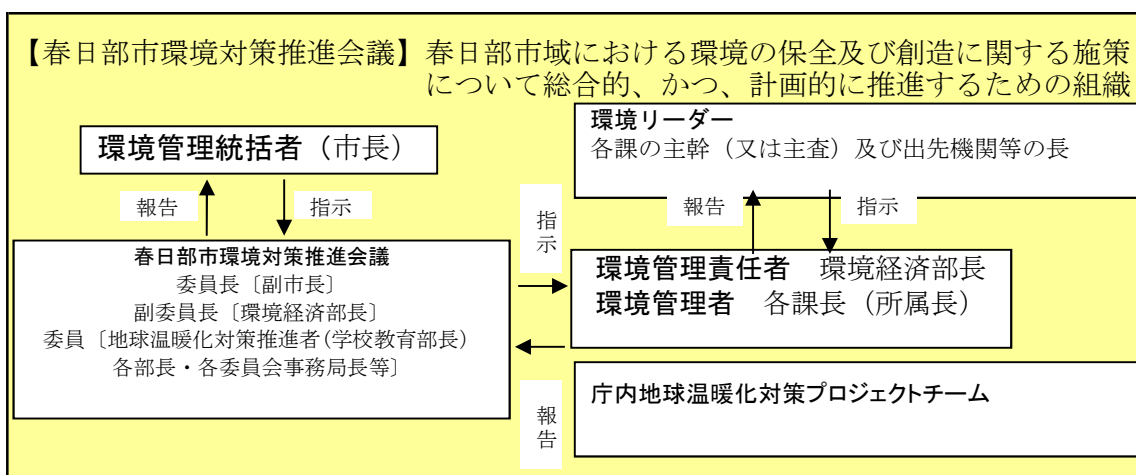 【春日部市環境対策推進会議】春日部市域における環境の保全及び創造に関する施策
について総合的、かつ、計画的に推進するための組織
環境管理統括者（市長）
報告
指示
春日部市環境対策推進会議
委員長〔副市長〕
副委員長〔環境経済部長〕
委員〔地球温暖化対策推進者(学校教育部長)
各部長・各委員会事務局長等〕
指示
報告
環境リーダー
各課の主幹（又は主査）及び出先機関等の長
報告
指示
環境管理責任者　環境経済部長
環境管理者　各課長（所属長）
庁内地球温暖化対策プロジェクトチーム